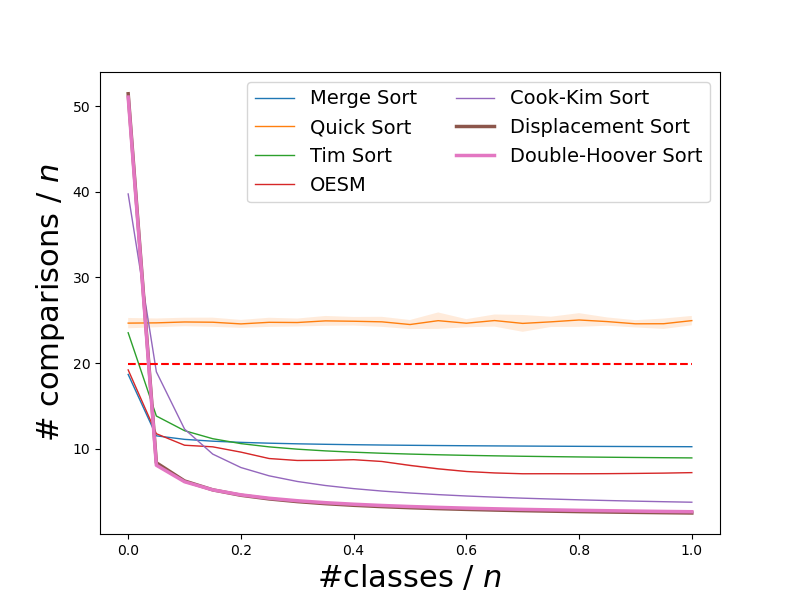 50
40
30
20
10
# comparisons / n
Merge Sort
Quick Sort
Tim Sort
OESM
Cook-Kim Sort
Displacement Sort
Double-Hoover Sort
0.0 0.2 0.4 0.6 0.8 1.0
#classes / n